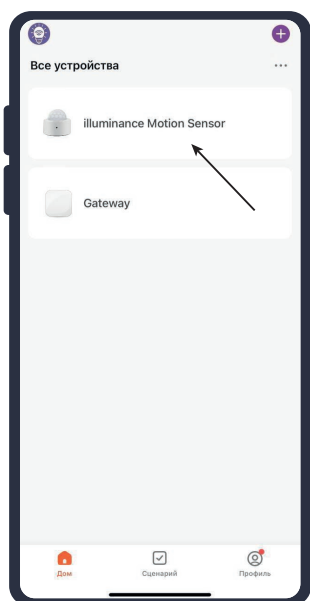 Все устройства
illuminance Motion Sensor
Gateway
Дом
Сценарий
Профиль